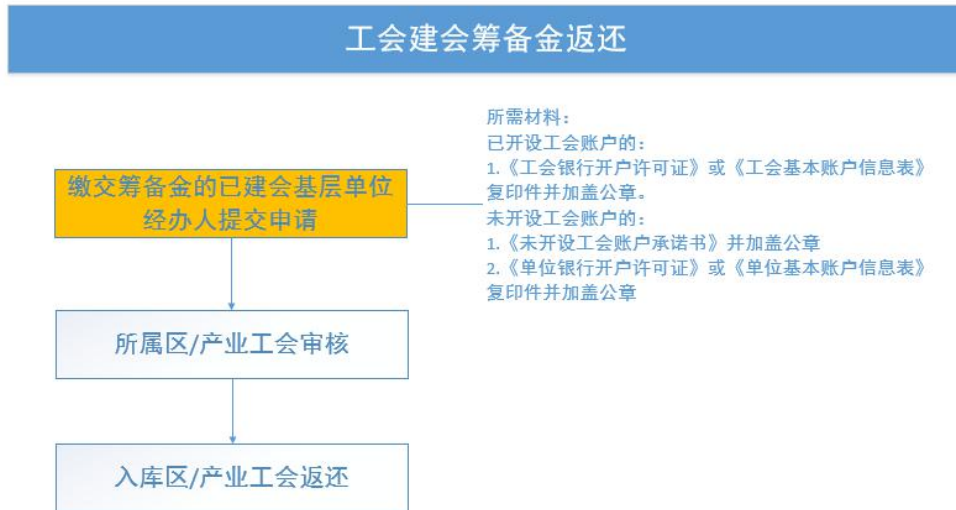 工会建会筹备金返还
所需材料：
已开设工会账户的：
1.《工会银行开户许可证》或《工会基本账户信息表》
复印件并加盖公章。
未开设工会账户的：
1.《未开设工会账户承诺书》并加盖公章
2.《单位银行开户许可证》或《单位基本账户信息表》
复印件并加盖公章
缴交筹备金的已建会基层单位
经办人提交申请
所属区/产业工会审核
入库区/产业工会返还